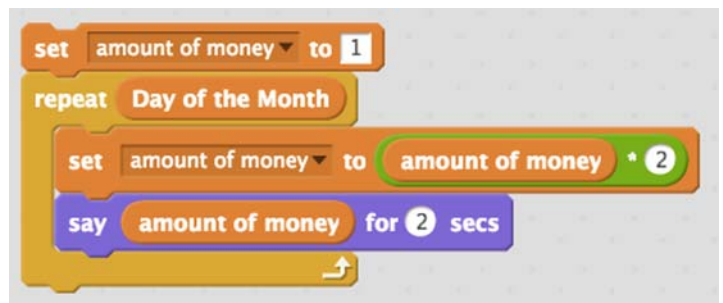 set amount of money to 1
repeat Day of the Month
set amount of money to amount of money * 2
say amount of money for 2 secs